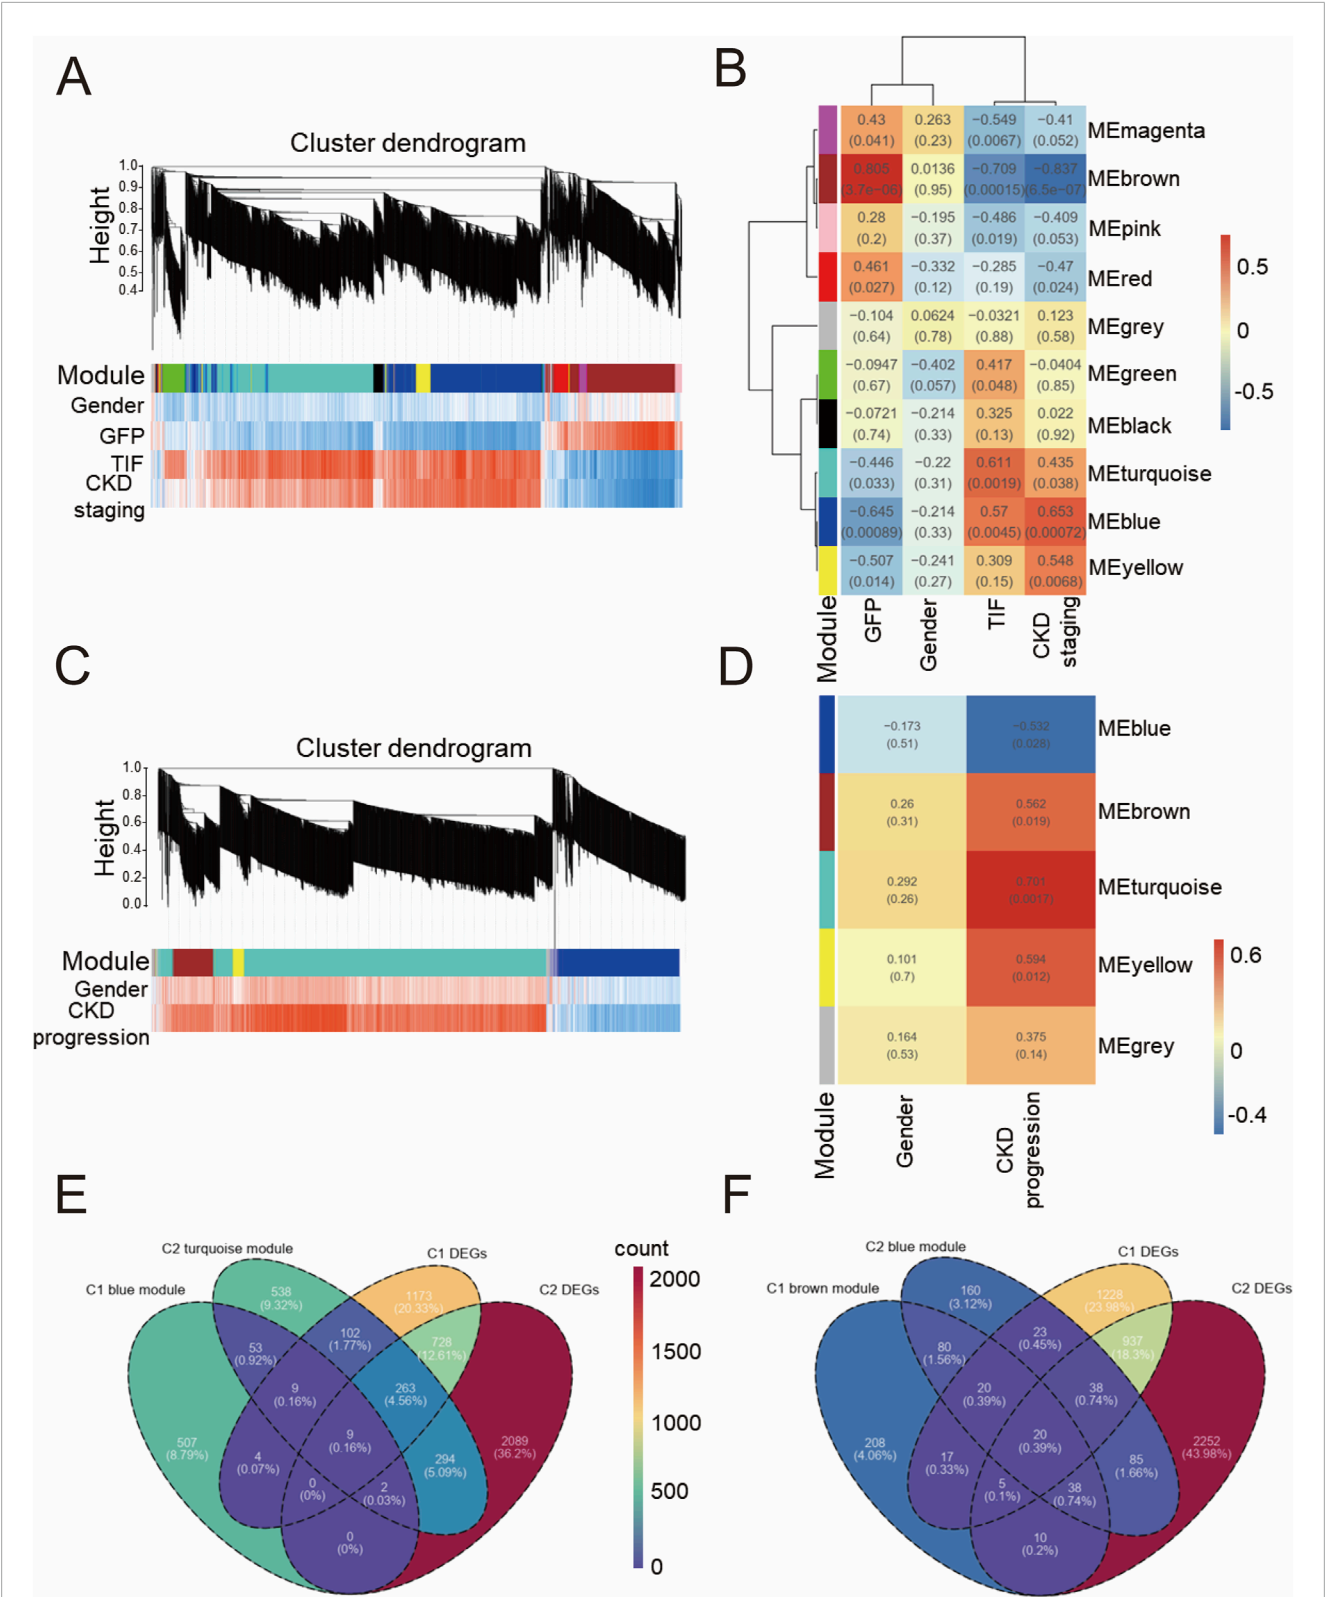 A
Cluster dendrogram
Height
1.0
0.9
0.8
0.7
0.6
0.5
0.4
Module
Gender
GFP
TIF
CKD
staging
B
0.43 0.263 −0.549 −0.41 MEmagenta
(0.041) (0.23) (0.0067) (0.052)
0.805 0.0136 −0.709 −0.837 MEbrown
(3.7e−06) (0.95) (0.00015) (6.5e−07)
0.28 −0.195 −0.486 −0.409 MEpink
(0.2) (0.37) (0.019) (0.053)
0.461 −0.332 −0.285 −0.47 MEred
(0.027) (0.12) (0.19) (0.024)
−0.104 0.0624 −0.0321 0.123 MEgrey
(0.64) (0.78) (0.88) (0.58)
−0.0947 −0.402 0.417 −0.0404 MEgreen
(0.67) (0.057) (0.048) (0.85)
−0.0721 −0.214 0.325 0.022 MEblack
(0.74) (0.33) (0.13) (0.92)
−0.446 −0.22 0.611 0.435 MEturquoise
(0.033) (0.31) (0.0019) (0.038)
−0.645 −0.214 0.57 0.653 MEblue
(0.00089) (0.33) (0.0045) (0.00072)
−0.507 −0.241 0.309 0.548 MEyellow
(0.014) (0.27) (0.15) (0.0068)
Module
GFP
Gender
TIF
CKD
staging
0.5
0
-0.5
C
Cluster dendrogram
Height
1.0
0.8
0.6
0.4
0.2
0.0
Module
Gender
CKD
progression
D
−0.173 −0.532 MEblue
(0.51) (0.028)
0.26 0.562 MEbrown
(0.31) (0.019)
0.292 0.701 MEturquoise
(0.26) (0.0017)
0.101 0.594 MEyellow
(0.7) (0.012)
0.164 0.375 MEgrey
(0.53) (0.14)
Module
Gender
CKD
progression
0.6
0
-0.4
E
C2 turquoise module
C1 DEGs
C1 blue module
C2 DEGs
538
(9.32%)
1173
(20.33%)
102
(1.77%)
728
(12.61%)
53
(0.92%)
9
(0.16%)
263
(4.56%)
507
(8.79%)
9
(0.16%)
2089
(36.2%)
4
(0.07%)
294
(5.09%)
0
(0%)
2
(0.03%)
0
(0%)
count
2000
1500
1000
500
0
F
C2 blue module
C1 DEGs
C1 brown module
C2 DEGs
160
(3.12%)
1228
(23.98%)
23
(0.45%)
937
(18.3%)
80
(1.56%)
20
(0.39%)
38
(0.74%)
208
(4.06%)
20
(0.39%)
2252
(43.98%)
17
(0.33%)
85
(1.66%)
5
(0.1%)
38
(0.74%)
10
(0.2%)